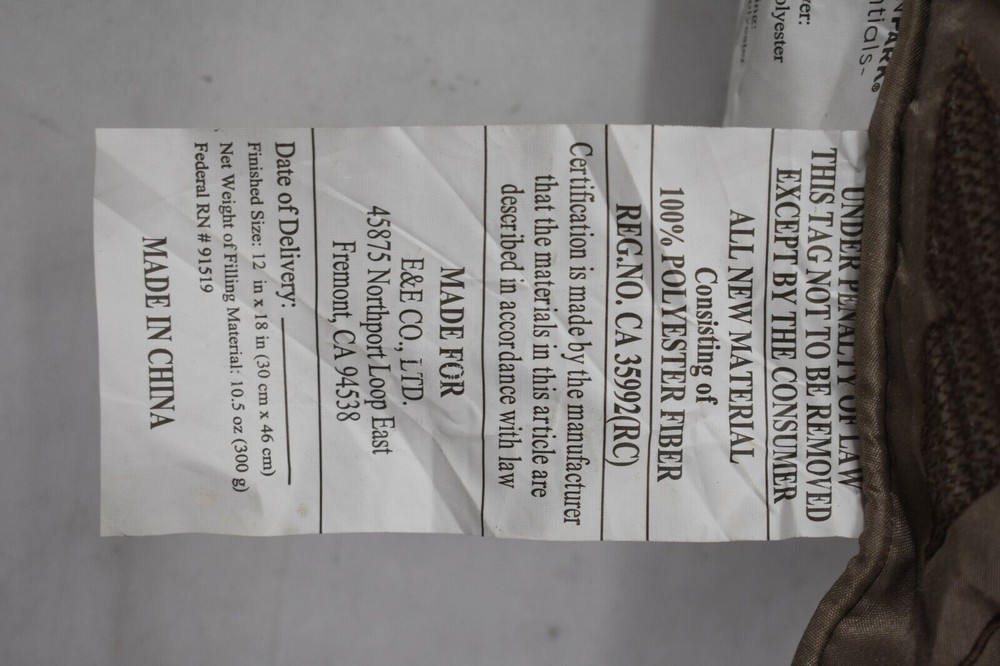 UNDER PENALTY OF LAW
THIS TAG NOT TO BE REMOVED
EXCEPT BY THE CONSUMER
ALL NEW MATERIAL
Consisting of
100% POLYESTER FIBER
REG.NO. CA 35992(RC)
Certification is made by the manufacturer
that the materials in this article are
described in accordance with law
MADE FOR
E&E CO., LTD.
45875 Northport Loop East
Fremont, CA 94538
Date of Delivery:
Finished Size: 12 in x 18 in (30 cm x 46 cm)
Net Weight of Filling Material: 10.5 oz (300 g)
Federal RN # 91519
MADE IN CHINA
PARK®
ntials
ver:
olyester